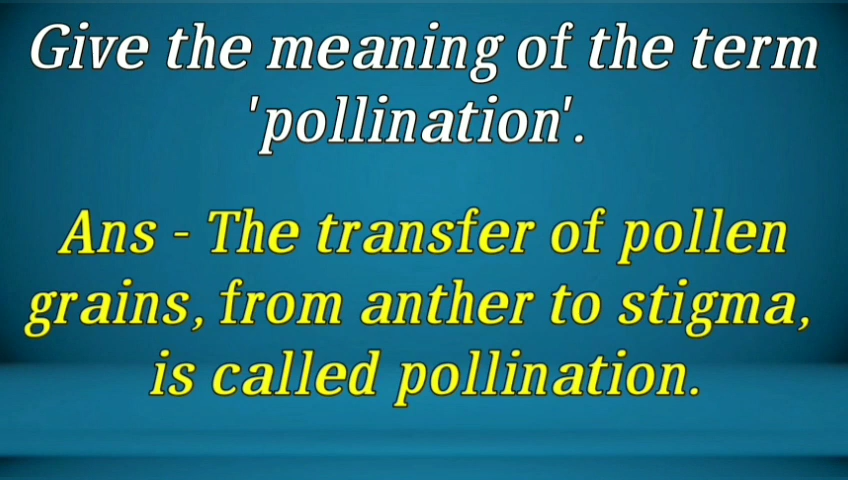 Give the meaning of the term
'pollination'.
Ans - The transfer of pollen
grains, from anther to stigma,
is called pollination.